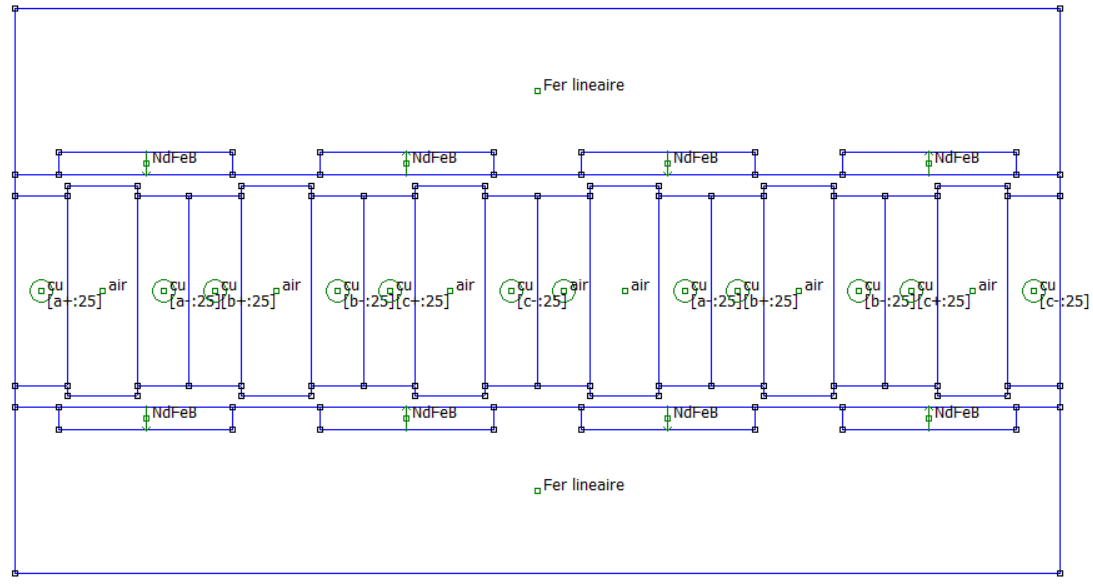 Fer lineaire
NdFeB NdFeB NdFeB NdFeB
cu air cu cu air cu cu air cu air air cu cu air cu cu air cu
[a+:25] [a-:25] [b+:25] [b-:25] [c+:25] [c-:25] [a-:25] [b+:25] [b-:25] [c+:25] [c-:25]
NdFeB NdFeB NdFeB NdFeB
Fer lineaire